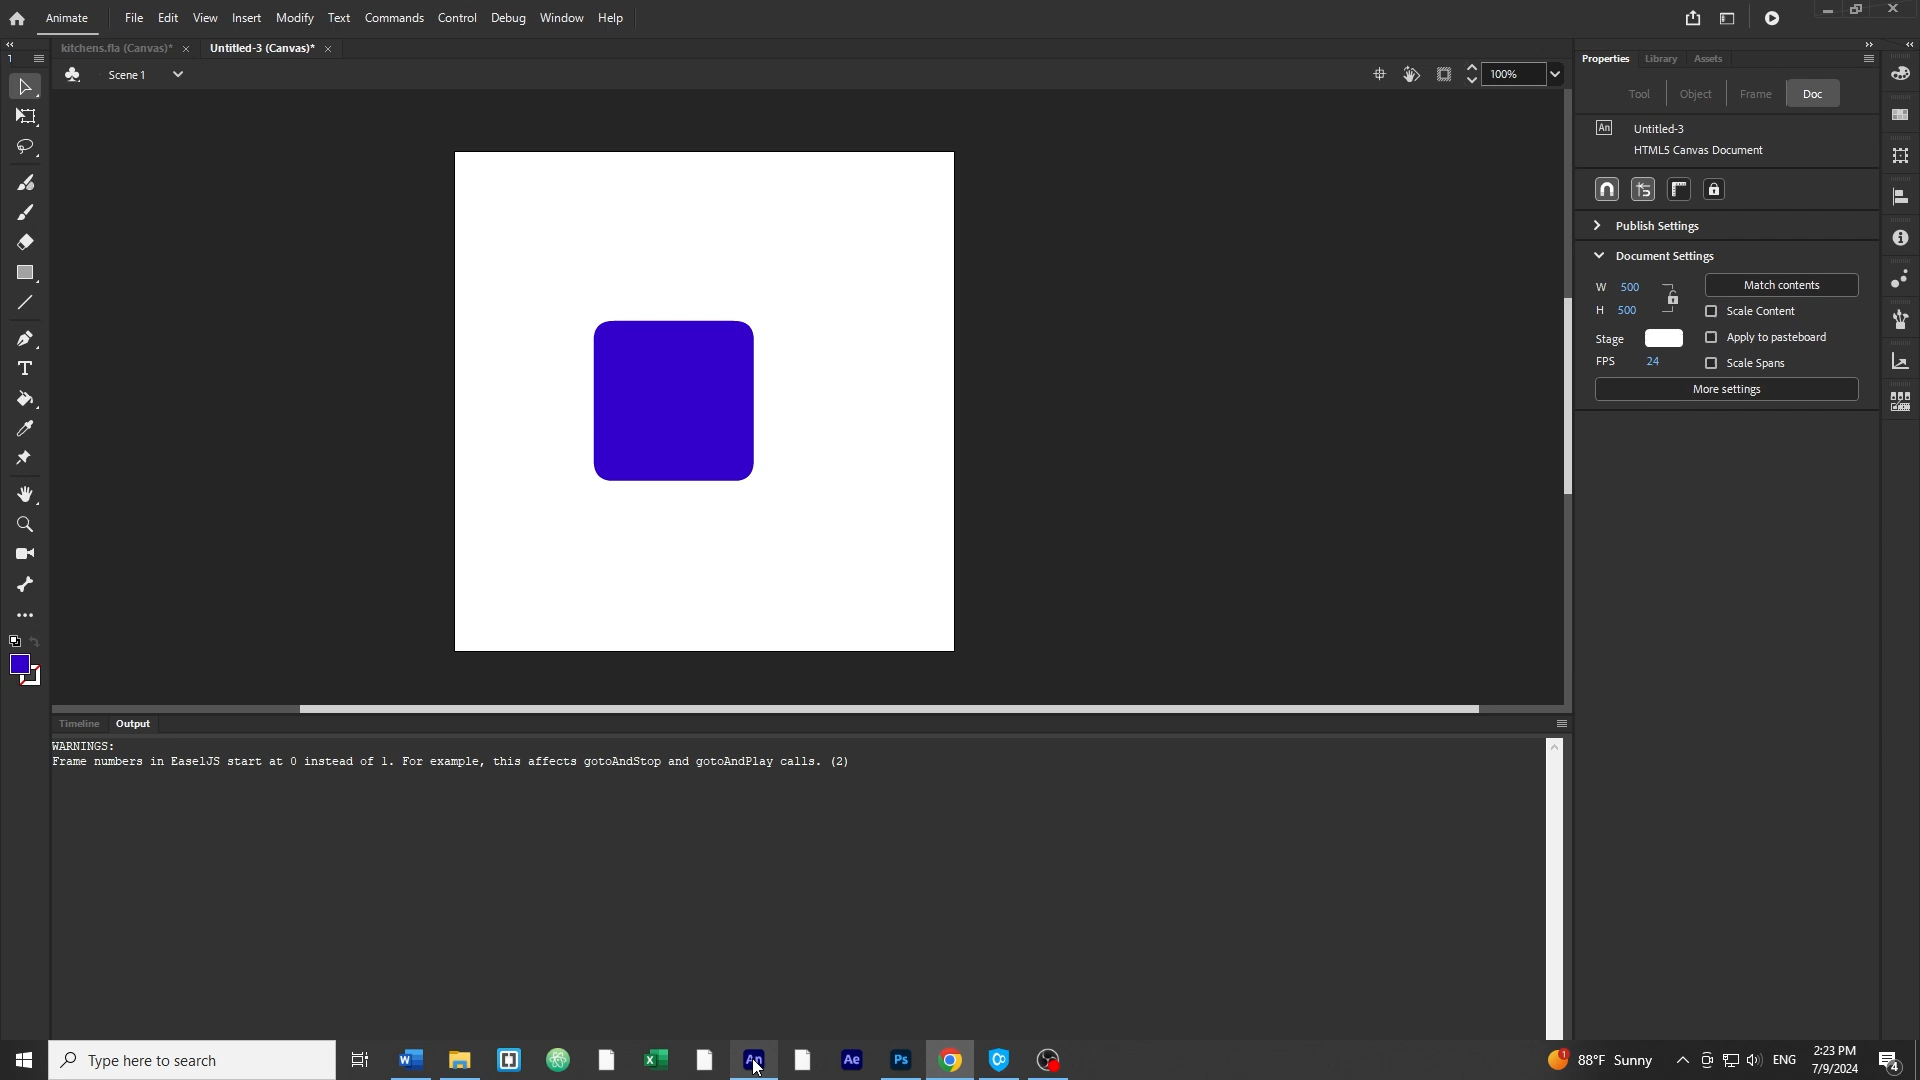 Animate File Edit View Insert Modify Text Commands Control Debug Window Help
kitchens.fla (Canvas)* Untitled-3 (Canvas)*
Scene 1 100%
Properties Library Assets
Tool Object Frame Doc
An Untitled-3
HTML5 Canvas Document
Publish Settings
Document Settings
W 500 Match contents
H 500 Scale Content
Stage Apply to pasteboard
FPS 24 Scale Spans
More settings
Timeline Output
WARNINGS:
Frame numbers in EaselJS start at 0 instead of 1. For example, this affects gotoAndStop and gotoAndPlay calls. (2)
Type here to search 88°F Sunny ENG 2:23 PM
7/9/2024